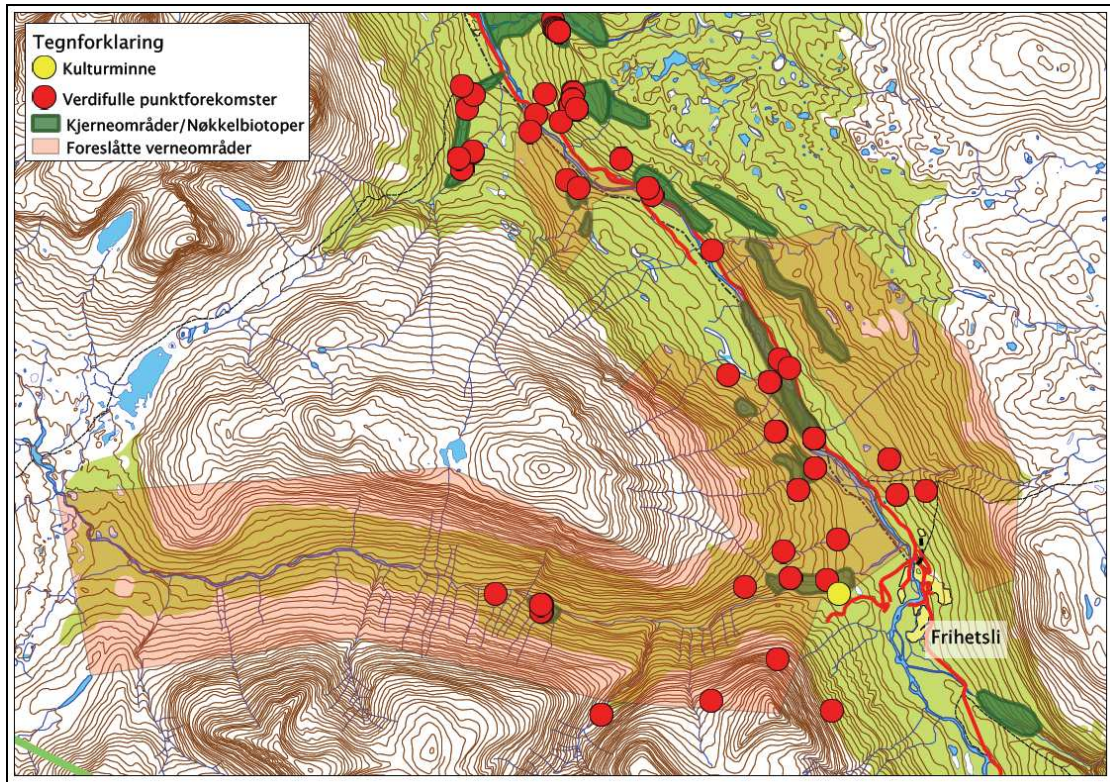 Tegnforklaring
Kulturminne
Verdifulle punktforekomster
Kjerneområder/Nøkkelbiotoper
Foreslåtte verneområder
Frihetsli